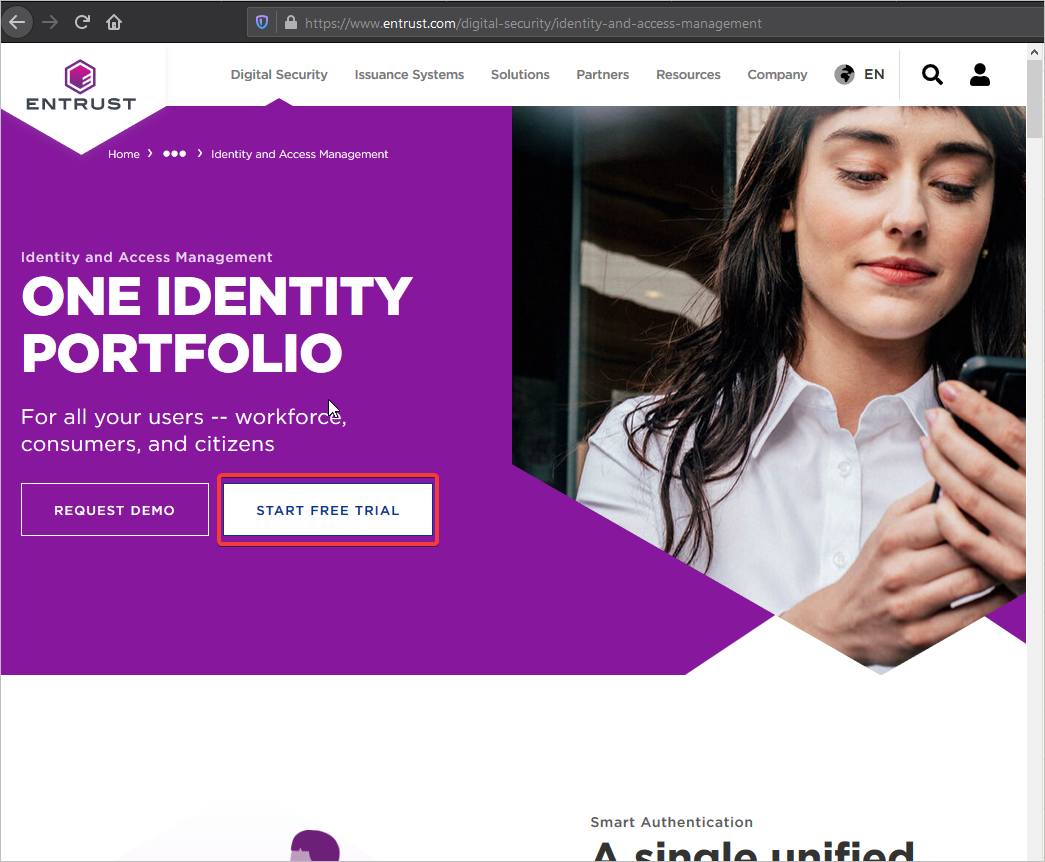 https://www.entrust.com/digital-security/identity-and-access-management
ENTRUST
Digital Security
Issuance Systems
Solutions
Partners
Resources
Company
EN
Home > ••• > Identity and Access Management
Identity and Access Management
ONE IDENTITY
PORTFOLIO
For all your users -- workforce,
consumers, and citizens
REQUEST DEMO
START FREE TRIAL
Smart Authentication
A single unified